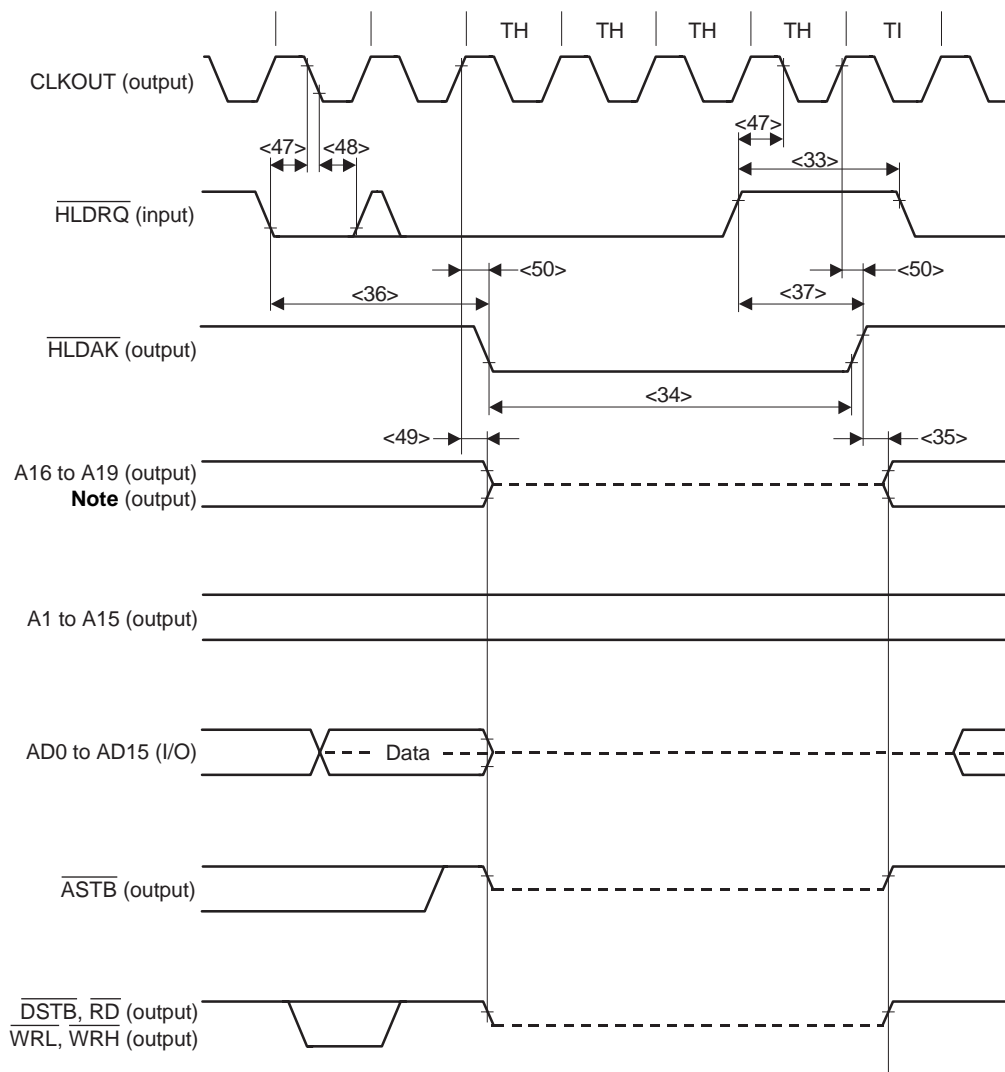 TH TH TH TH TI
CLKOUT (output)
<47> <48> <47>
<33>
HLDRQ (input)
<50> <50>
<36> <37>
HLDAK (output)
<34>
<49> <35>
A16 to A19 (output)
Note (output)
A1 to A15 (output)
AD0 to AD15 (I/O) Data
ASTB (output)
DSTB, RD (output)
WRL, WRH (output)